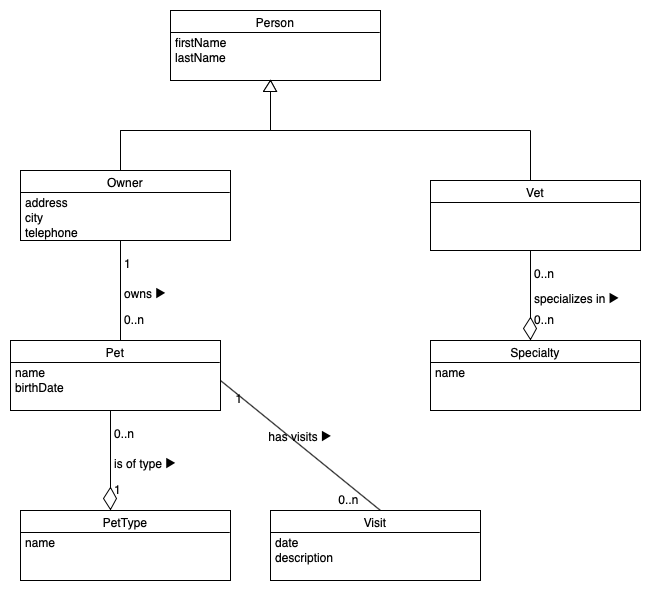 Person
firstName
lastName
Owner
address
city
telephone
Vet
1
owns ▶
0..n
0..n
specializes in ▶
0..n
Pet
name
birthDate
Specialty
name
1
0..n
is of type ▶
1
has visits ▶
0..n
PetType
name
Visit
date
description